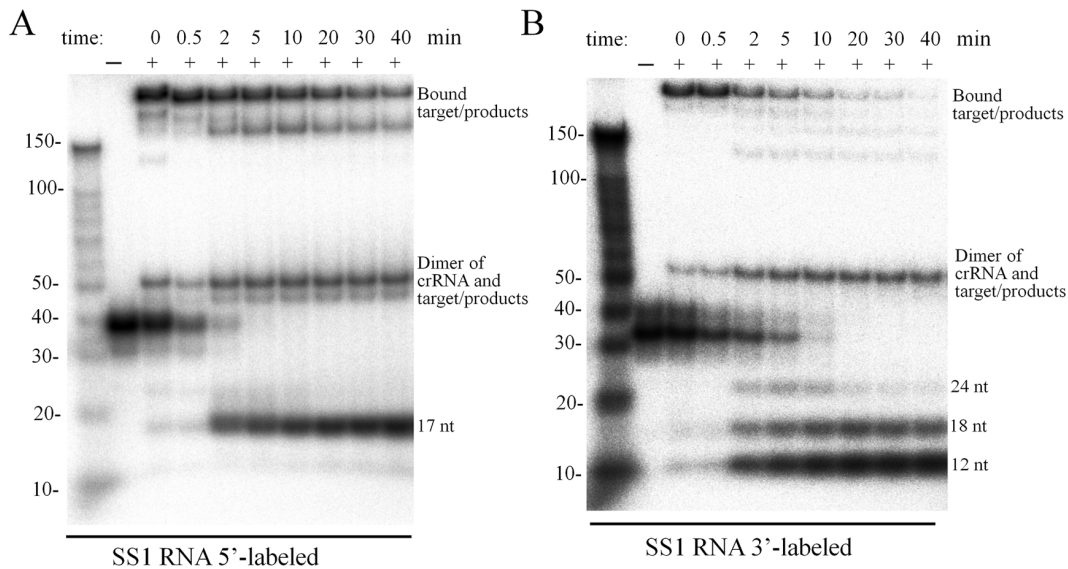 A
time: 0 0.5 2 5 10 20 30 40 min
– + + + + + + + +
Bound
target/products
150-
100-
50-
40-
30-
20-
10-
Dimer of
crRNA and
target/products
17 nt
SS1 RNA 5’-labeled
B
time: 0 0.5 2 5 10 20 30 40 min
– + + + + + + + +
Bound
target/products
150-
100-
50-
40-
30-
20-
10-
Dimer of
crRNA and
target/products
24 nt
18 nt
12 nt
SS1 RNA 3’-labeled